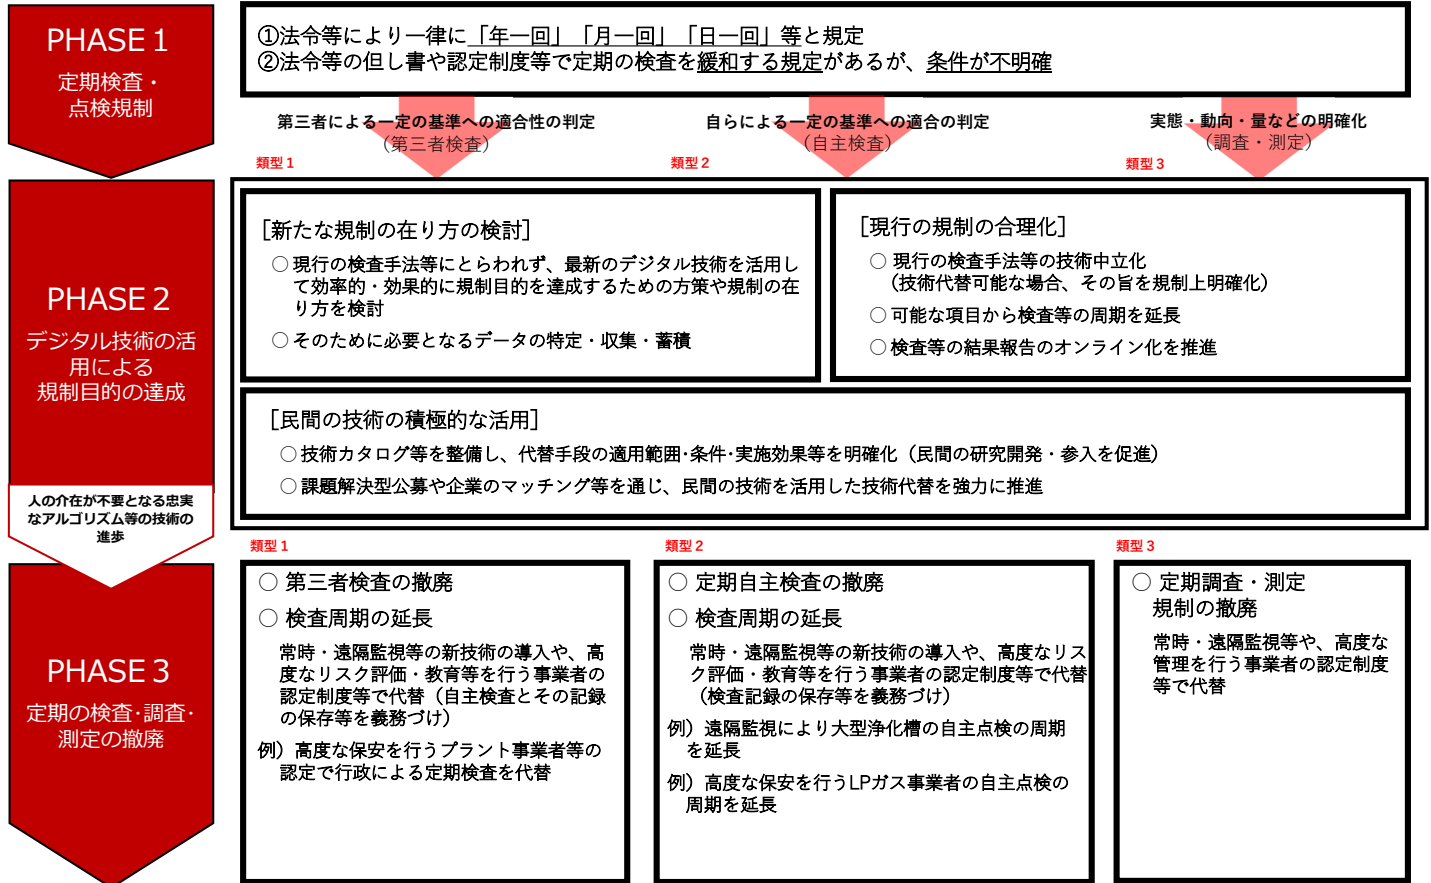 PHASE１
定期検査・
点検規制
①法令等により一律に「年一回」「月一回」「日一回」等と規定
②法令等の但し書や認定制度等で定期の検査を緩和する規定があるが、条件が不明確
第三者による一定の基準への適合性の判定
（第三者検査）
類型１
自らによる一定の基準への適合の判定
（自主検査）
類型２
実態・動向・量などの明確化
（調査・測定）
類型３
PHASE２
デジタル技術の活
用による
規制目的の達成
［新たな規制の在り方の検討］
○現行の検査手法等にとらわれず、最新のデジタル技術を活用し
て効率的・効果的に規制目的を達成するための方策や規制の在
り方を検討
○そのために必要となるデータの特定・収集・蓄積
［現行の規制の合理化］
○ 現行の検査手法等の技術中立化
（技術代替可能な場合、その旨を規制上明確化）
○可能な項目から検査等の周期を延長
○検査等の結果報告のオンライン化を推進
［民間の技術の積極的な活用］
○技術カタログ等を整備し、代替手段の適用範囲･条件･実施効果等を明確化（民間の研究開発・参入を促進）
○課題解決型公募や企業のマッチング等を通じ、民間の技術を活用した技術代替を強力に推進
人の介在が不要となる忠実
なアルゴリズム等の技術の
進歩
PHASE３
定期の検査･調査･
測定の撤廃
類型１
○ 第三者検査の撤廃
○ 検査周期の延長
常時・遠隔監視等の新技術の導入や、高
度なリスク評価・教育等を行う事業者の
認定制度等で代替（自主検査とその記録
の保存等を義務づけ）
例）高度な保安を行うプラント事業者等の
認定で行政による定期検査を代替
類型２
○ 定期自主検査の撤廃
○ 検査周期の延長
常時・遠隔監視等の新技術の導入や、高度なリス
ク評価・教育等を行う事業者の認定制度等で代替
（検査記録の保存等を義務づけ）
例）遠隔監視により大型浄化槽の自主点検の周期
を延長
例）高度な保安を行うLPガス事業者の自主点検の
周期を延長
類型３
○ 定期調査・測定
規制の撤廃
常時・遠隔監視等や、高度な
管理を行う事業者の認定制度
等で代替